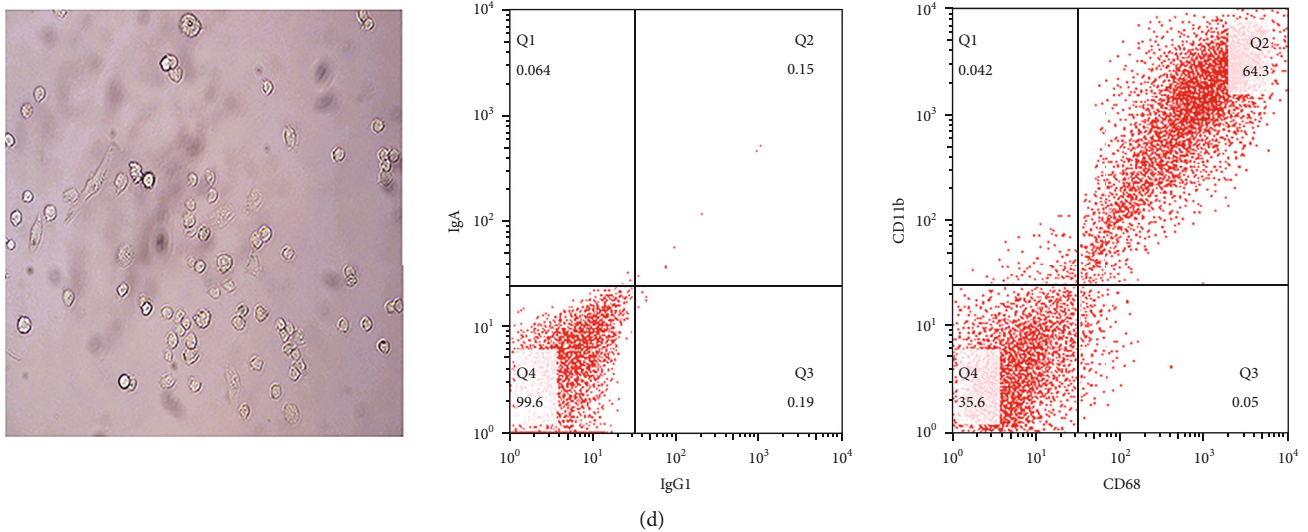 10⁴
10³
10²
10¹
10⁰
IgA
Q1
0.064
Q2
0.15
Q4
99.6
Q3
0.19
10⁰ 10¹ 10² 10³ 10⁴
IgG1
10⁴
10³
10²
10¹
10⁰
CD11b
Q1
0.042
Q2
64.3
Q4
35.6
Q3
0.05
10⁰ 10¹ 10² 10³ 10⁴
CD68
(d)